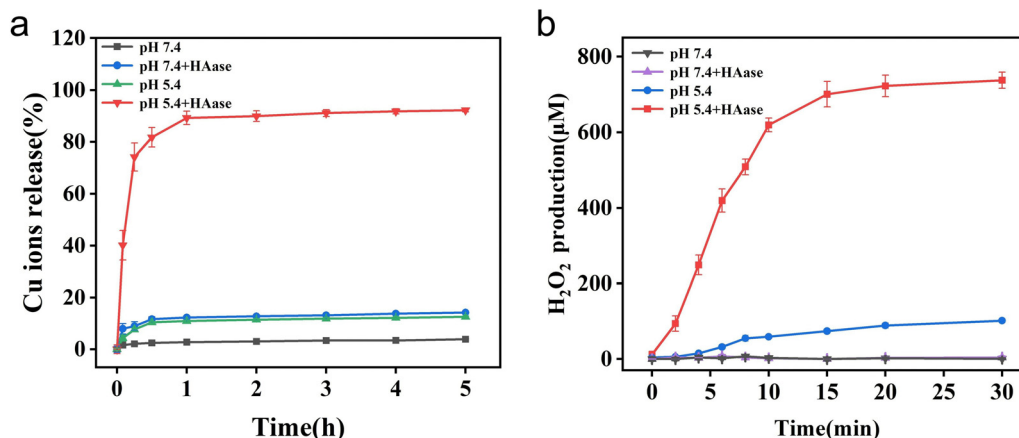 a
120
100
80
60
40
20
0
Cu ions release(%)
pH 7.4
pH 7.4+HAase
pH 5.4
pH 5.4+HAase
0 1 2 3 4 5
Time(h)
b
800
600
400
200
0
H₂O₂ production(μM)
pH 7.4
pH 7.4+HAase
pH 5.4
pH 5.4+HAase
0 5 10 15 20 25 30
Time(min)